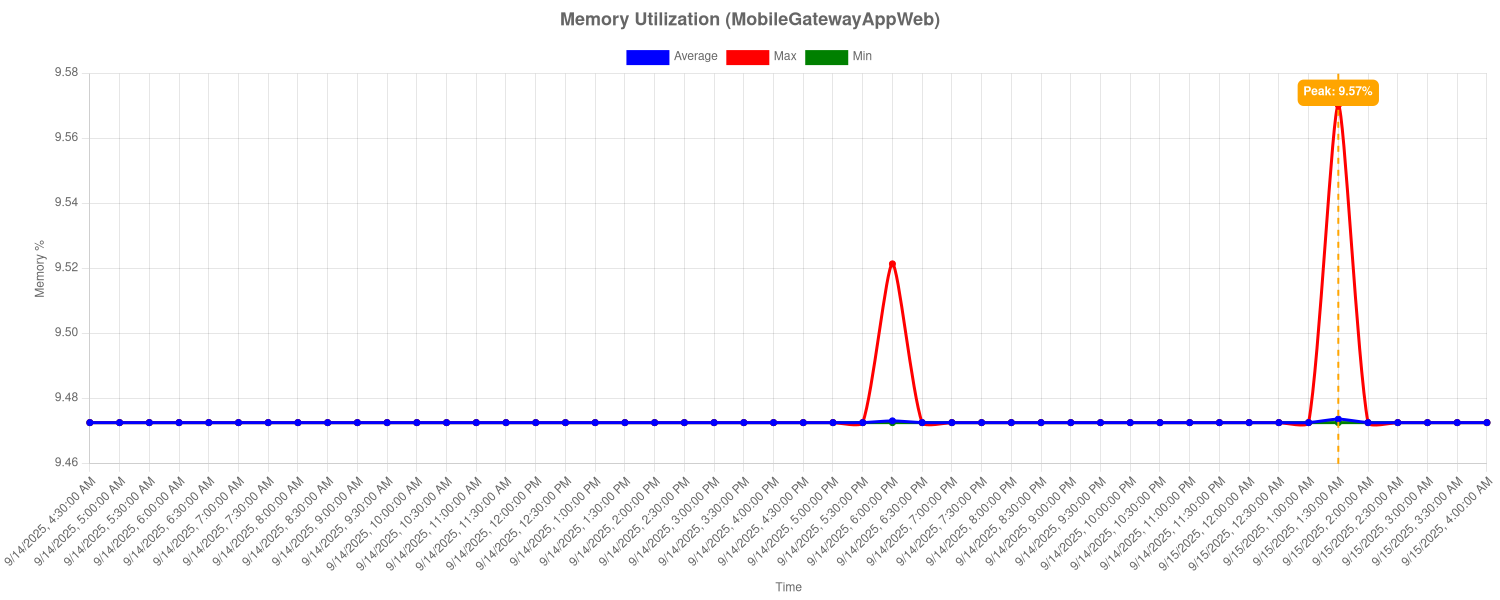 Memory Utilization (MobileGatewayAppWeb)
Average Max Min
9.58
Peak: 9.57%
9.56
9.54
9.52
9.50
9.48
9.46
Memory %
9/14/2025, 4:30:00 AM
9/14/2025, 5:00:00 AM
9/14/2025, 5:30:00 AM
9/14/2025, 6:00:00 AM
9/14/2025, 6:30:00 AM
9/14/2025, 7:00:00 AM
9/14/2025, 7:30:00 AM
9/14/2025, 8:00:00 AM
9/14/2025, 8:30:00 AM
9/14/2025, 9:00:00 AM
9/14/2025, 9:30:00 AM
9/14/2025, 10:00:00 AM
9/14/2025, 10:30:00 AM
9/14/2025, 11:00:00 AM
9/14/2025, 11:30:00 AM
9/14/2025, 12:00:00 PM
9/14/2025, 12:30:00 PM
9/14/2025, 1:00:00 PM
9/14/2025, 1:30:00 PM
9/14/2025, 2:00:00 PM
9/14/2025, 2:30:00 PM
9/14/2025, 3:00:00 PM
9/14/2025, 3:30:00 PM
9/14/2025, 4:00:00 PM
9/14/2025, 4:30:00 PM
9/14/2025, 5:00:00 PM
9/14/2025, 5:30:00 PM
9/14/2025, 6:00:00 PM
9/14/2025, 6:30:00 PM
9/14/2025, 7:00:00 PM
9/14/2025, 7:30:00 PM
9/14/2025, 8:00:00 PM
9/14/2025, 8:30:00 PM
9/14/2025, 9:00:00 PM
9/14/2025, 9:30:00 PM
9/14/2025, 10:00:00 PM
9/14/2025, 10:30:00 PM
9/14/2025, 11:00:00 PM
9/14/2025, 11:30:00 PM
9/15/2025, 12:00:00 AM
9/15/2025, 12:30:00 AM
9/15/2025, 1:00:00 AM
9/15/2025, 1:30:00 AM
9/15/2025, 2:00:00 AM
9/15/2025, 2:30:00 AM
9/15/2025, 3:00:00 AM
9/15/2025, 3:30:00 AM
9/15/2025, 4:00:00 AM
Time